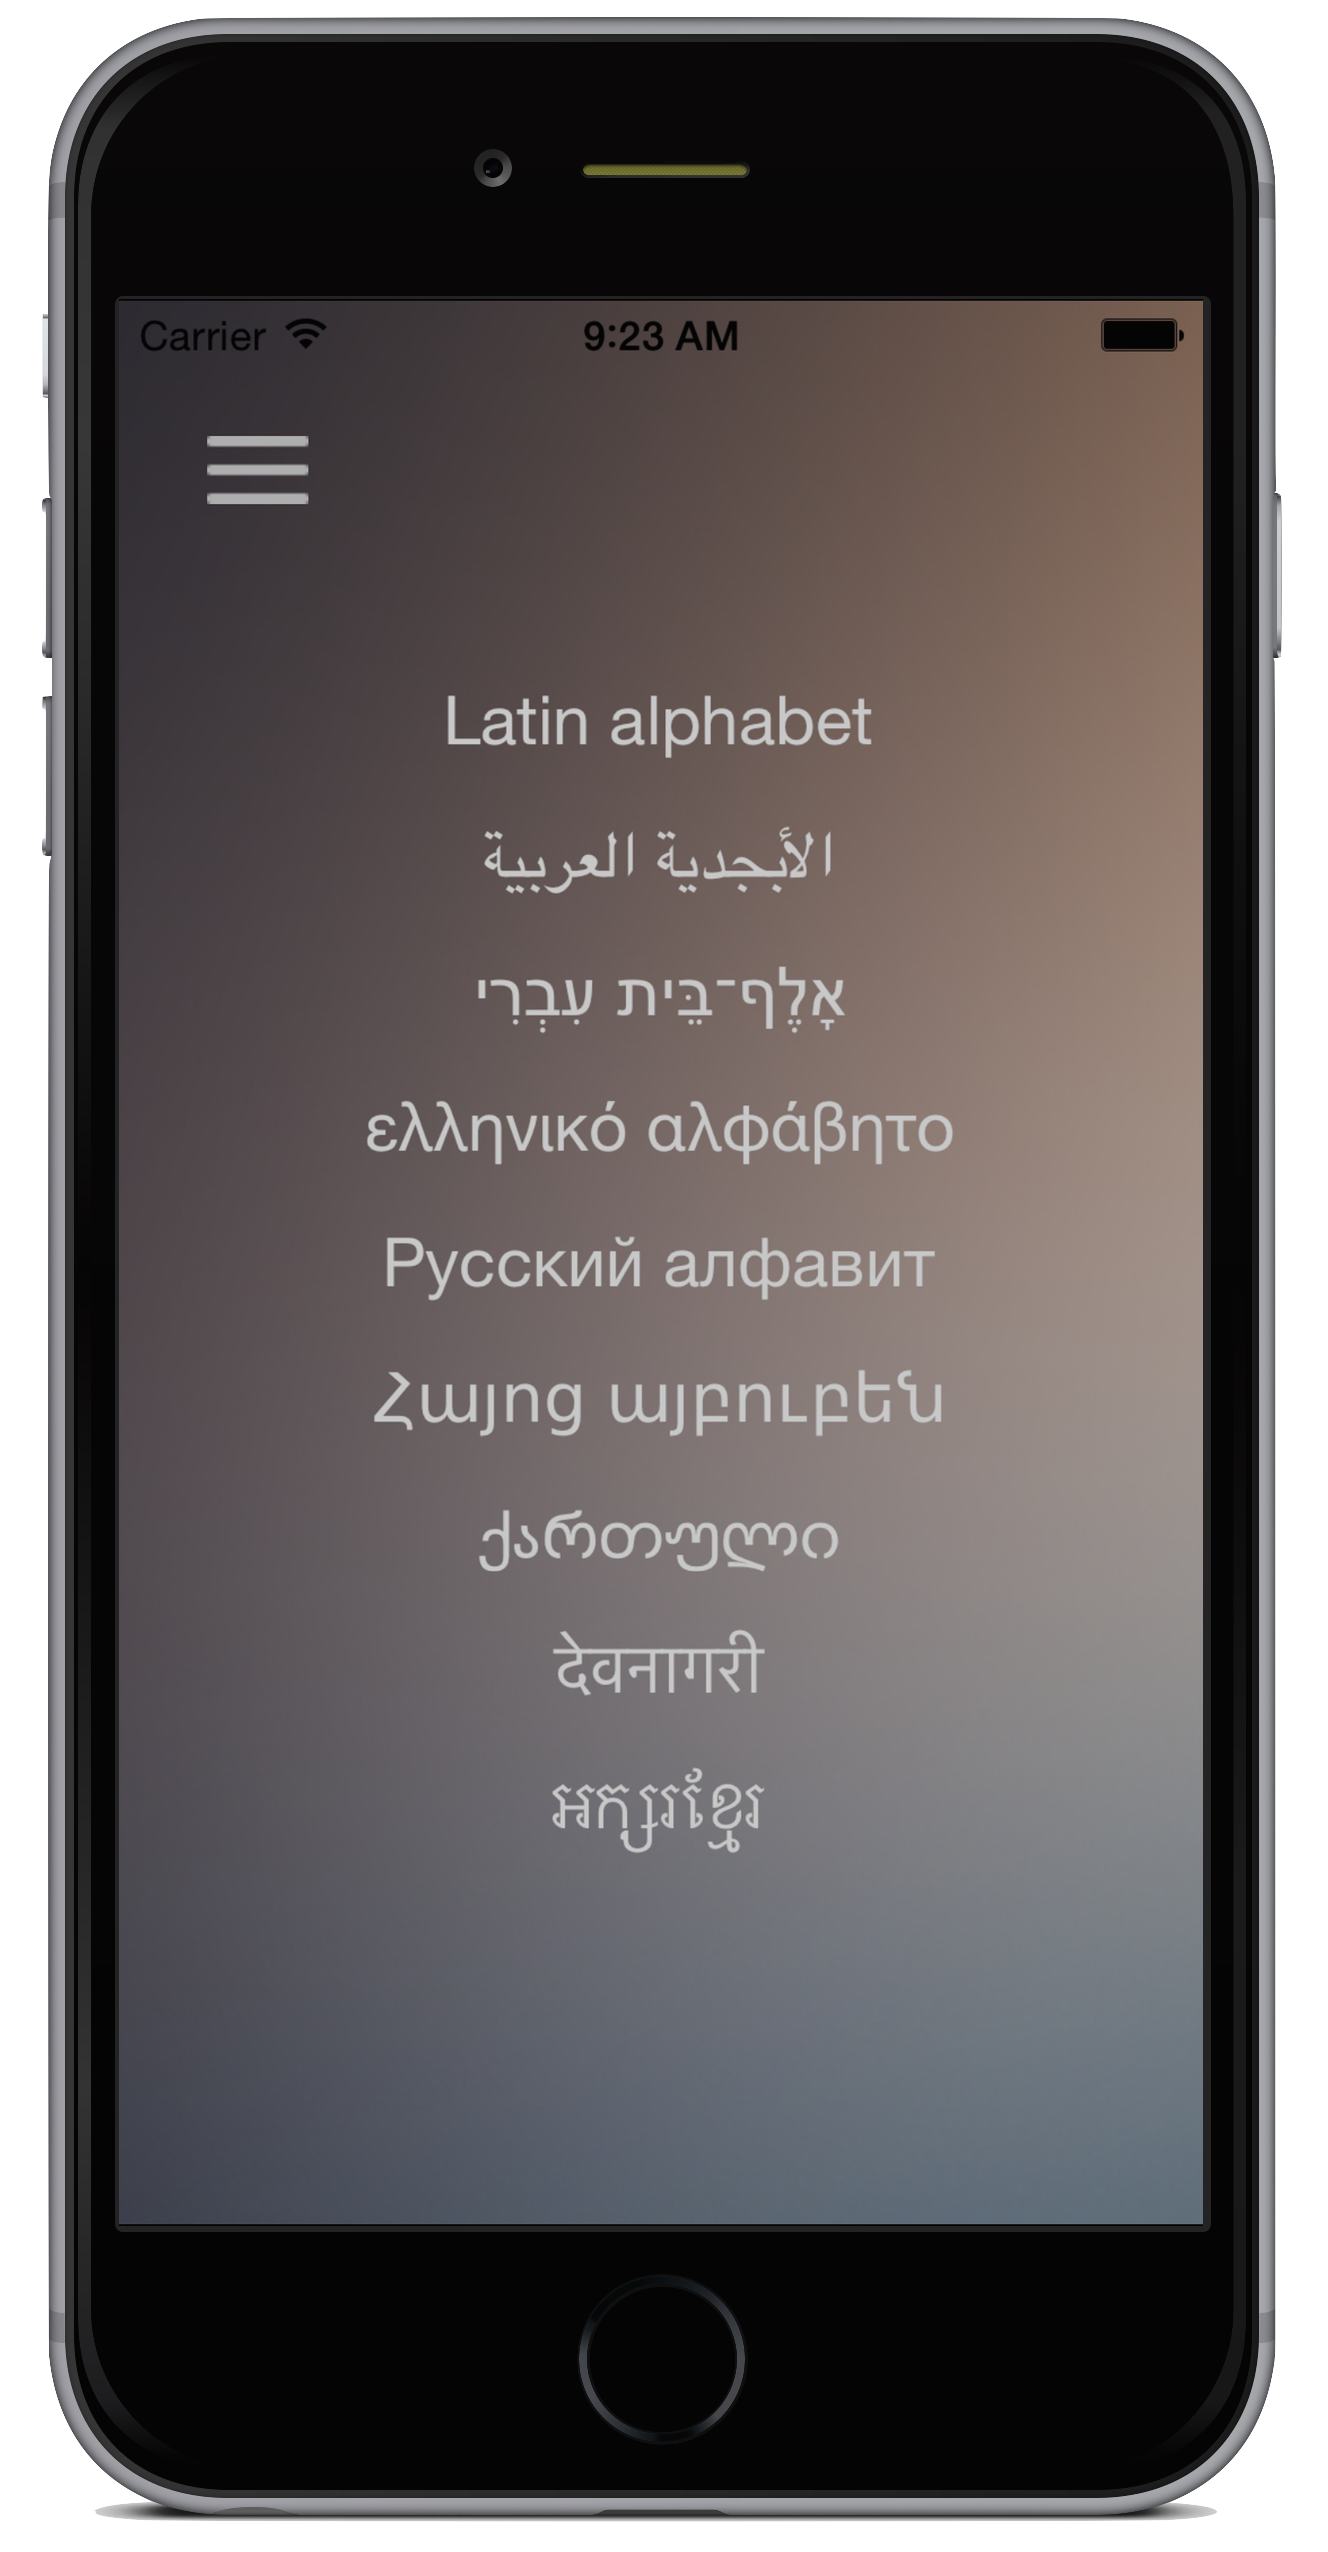 Carrier 9:23 AM
Latin alphabet
الأبجدية العربية
אָלֶף־בֵּית עִבְרִי
ελληνικό αλφάβητο
Русский алфавит
Հայոց այբուբեն
ქართული
देवनागरी
អក្សរខ្មែរ